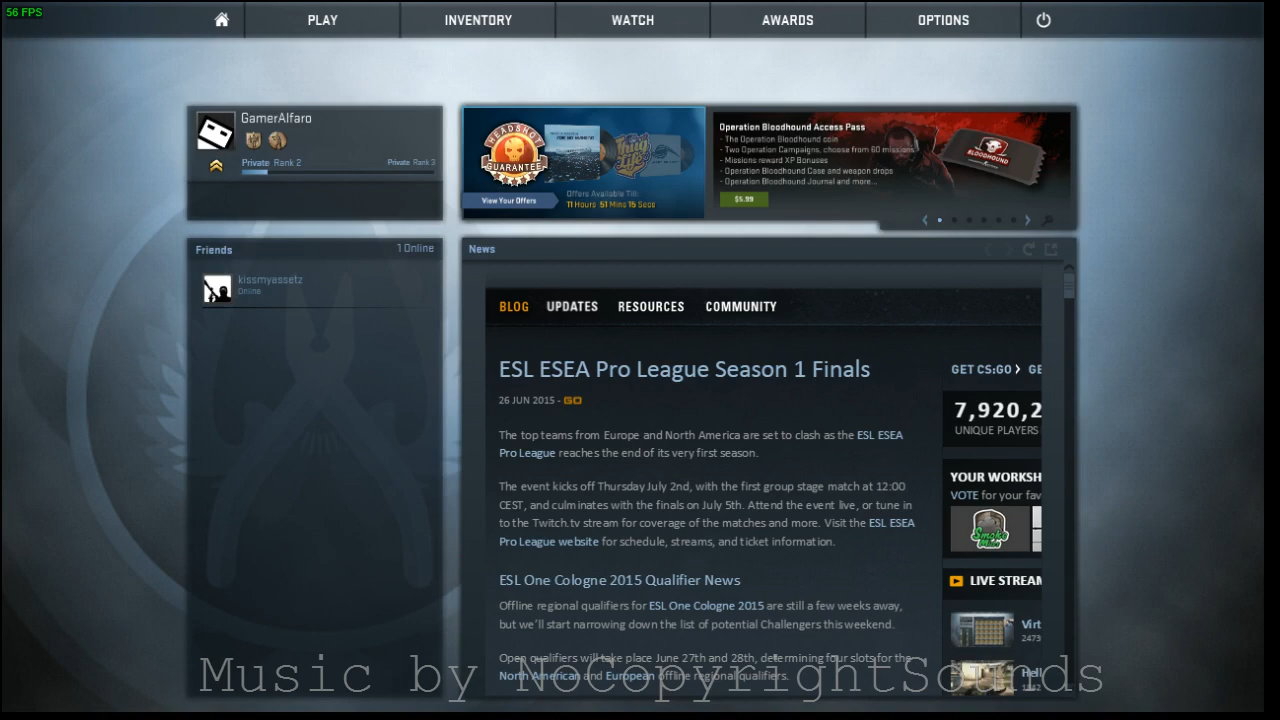 56 FPS
PLAY
INVENTORY
WATCH
AWARDS
OPTIONS
GamerAlfaro
Private Rank 2
Private Rank 3
HEADSHOT
GUARANTEE
THUG
LIFE
View Your Offers
Offers Available Till:
11 Hours 51 Mins 15 Secs
Operation Bloodhound Access Pass
- The Operation Bloodhound coin
- Two Operation Campaigns, choose from 60 missions
- Missions reward XP Bonuses
- Operation Bloodhound Case and weapon drops
- Operation Bloodhound Journal and more...
$5.99
BLOODHOUND
Friends
1 Online
kissmyassetz
Online
News
BLOG
UPDATES
RESOURCES
COMMUNITY
ESL ESEA Pro League Season 1 Finals
26 JUN 2015 - GO
The top teams from Europe and North America are set to clash as the ESL ESEA
Pro League reaches the end of its very first season.
The event kicks off Thursday July 2nd, with the first group stage match at 12:00
CEST, and culminates with the finals on July 5th. Attend the event live, or tune in
to the Twitch.tv stream for coverage of the matches and more. Visit the ESL ESEA
Pro League website for schedule, streams, and ticket information.
ESL One Cologne 2015 Qualifier News
Offline regional qualifiers for ESL One Cologne 2015 are still a few weeks away,
but we'll start narrowing down the list of potential Challengers this weekend.
Open qualifiers will take place June 27th and 28th, determining four slots for the
North American and European offline regional qualifiers.
GET CS:GO
GE
7,920,2
UNIQUE PLAYERS
YOUR WORKSH
VOTE for your fav
LIVE STREAM
Virt
2473
Hell
Music by NoCopyrightSounds